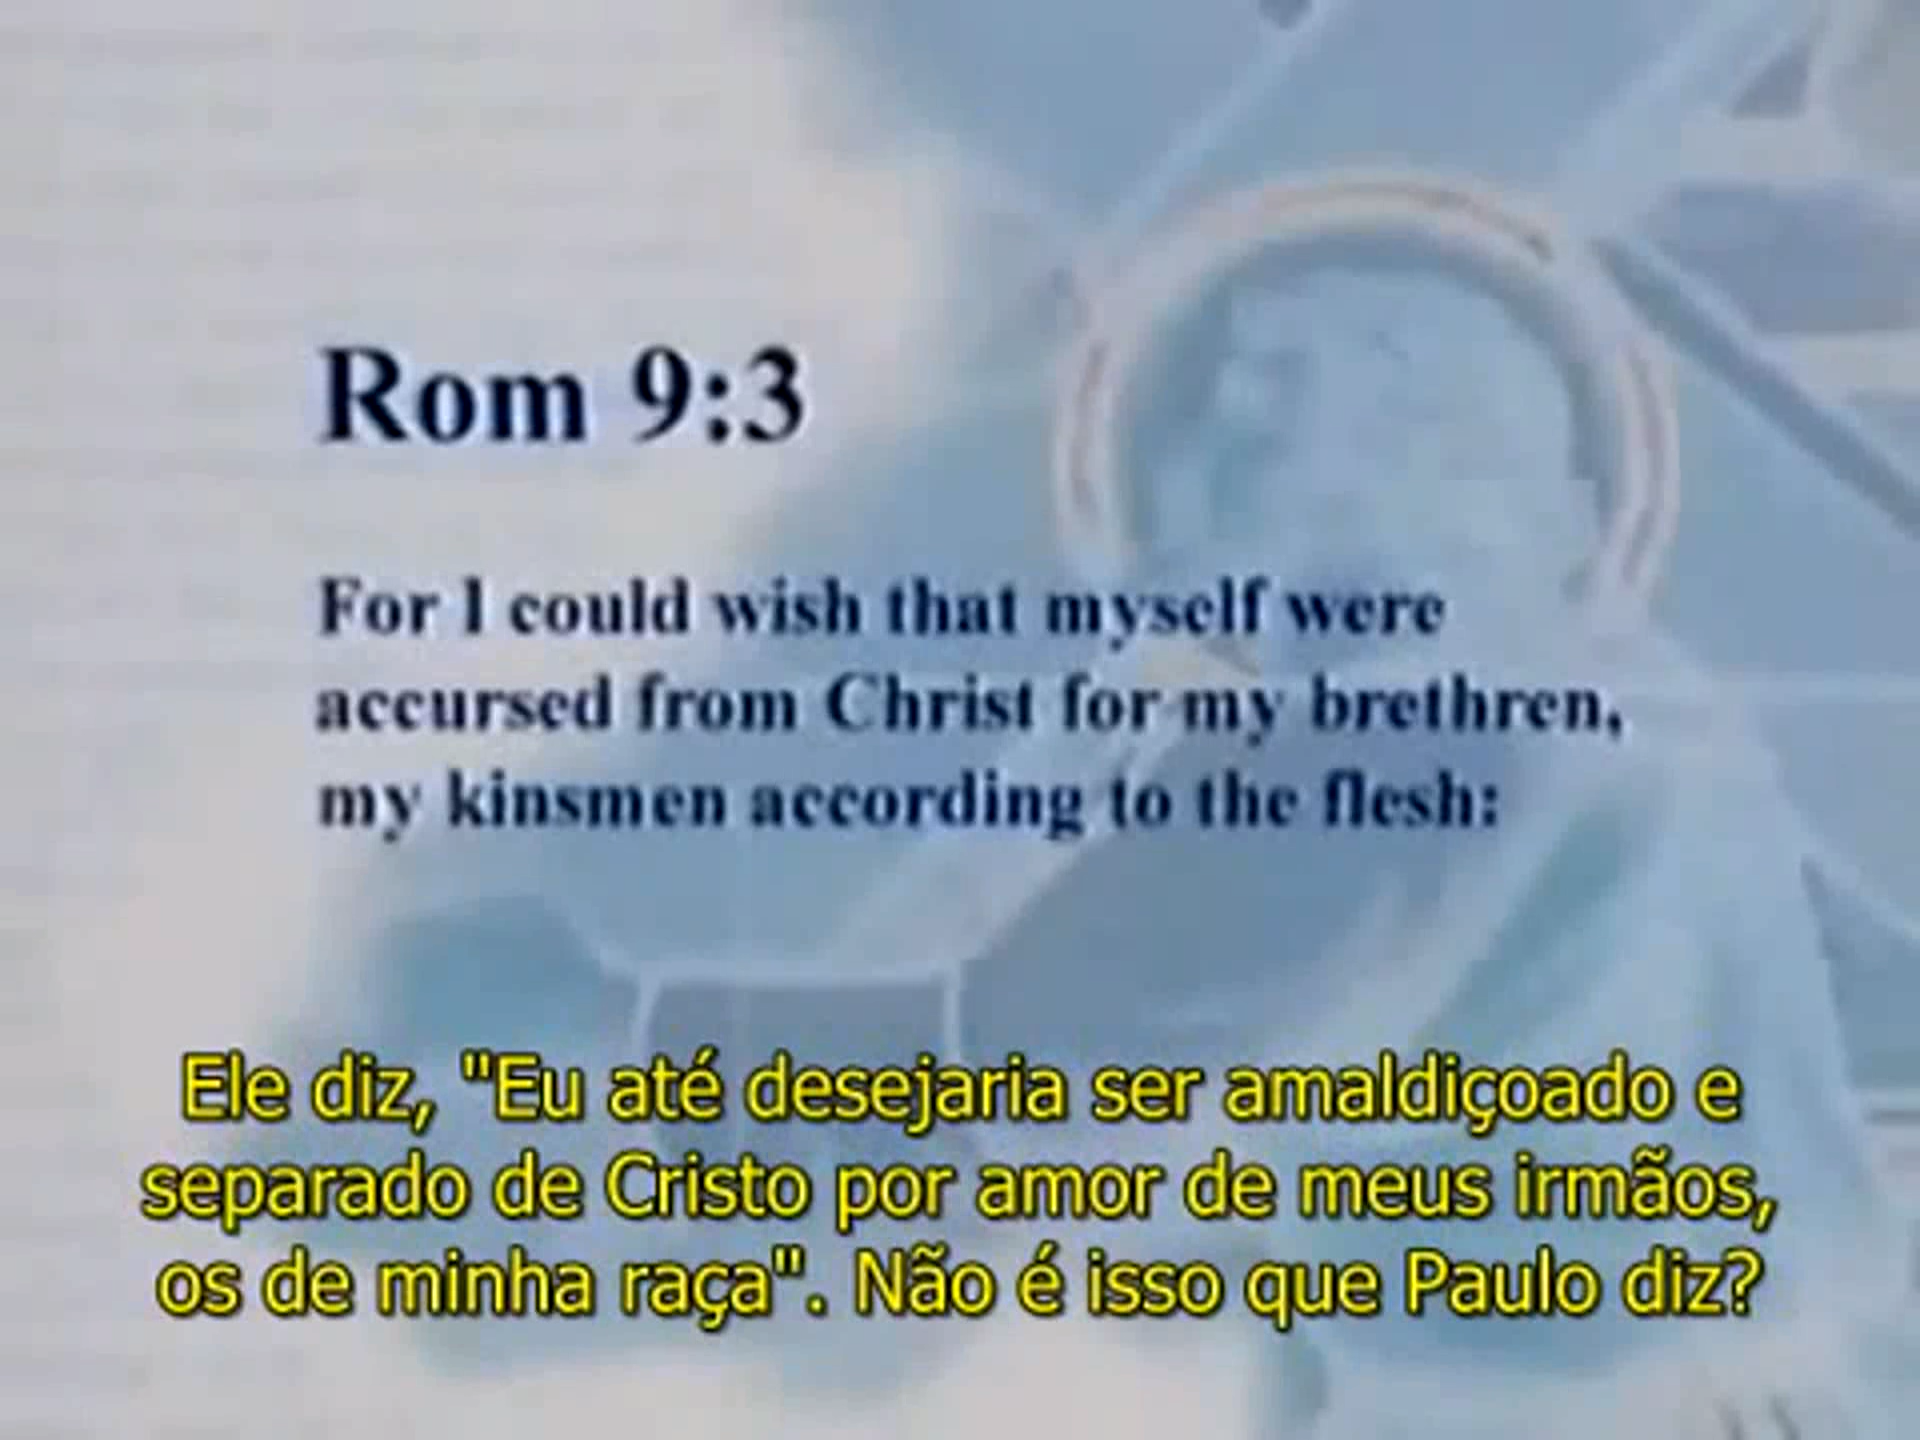 Rom 9:3
For I could wish that myself were
accursed from Christ for my brethren,
my kinsmen according to the flesh:
Ele diz, "Eu até desejaria ser amaldiçoado e
separado de Cristo por amor de meus irmãos,
os de minha raça". Não é isso que Paulo diz?